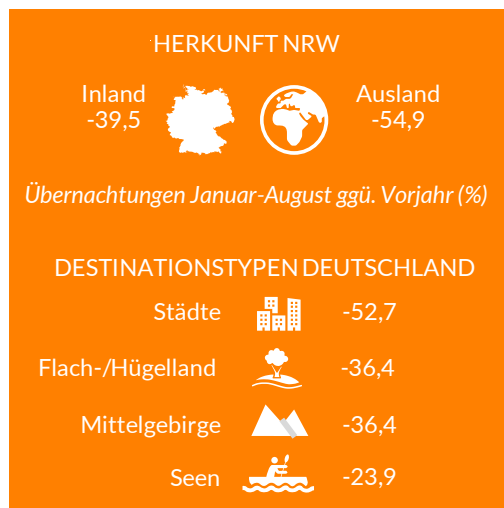 HERKUNFT NRW
Inland
-39,5
Ausland
-54,9
Übernachtungen Januar-August ggü. Vorjahr (%)
DESTINATIONSTYPEN DEUTSCHLAND
Städte -52,7
Flach-/Hügelland -36,4
Mittelgebirge -36,4
Seen -23,9